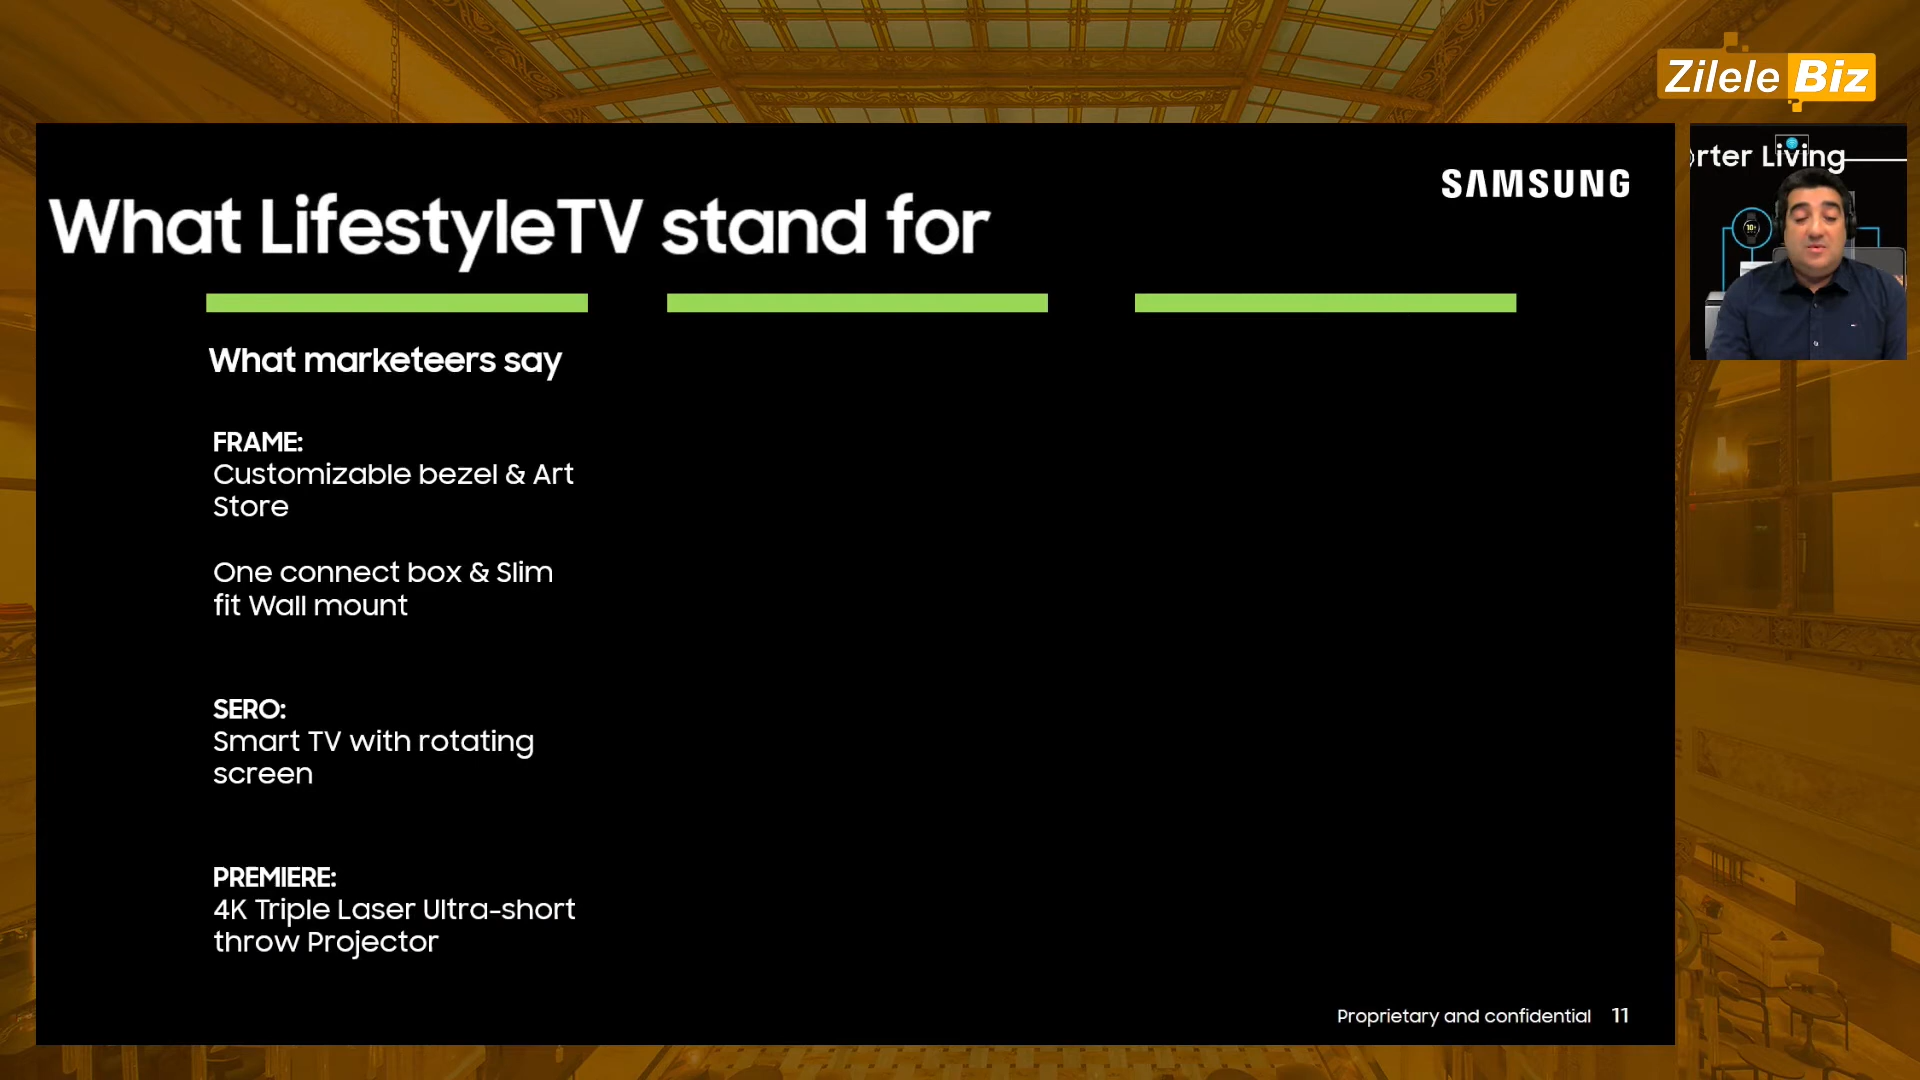 Zilele Biz
SAMSUNG
What LifestyleTV stand for
What marketeers say
FRAME:
Customizable bezel & Art
Store
One connect box & Slim
fit Wall mount
SERO:
Smart TV with rotating
screen
PREMIERE:
4K Triple Laser Ultra-short
throw Projector
Proprietary and confidential 11
rter Living